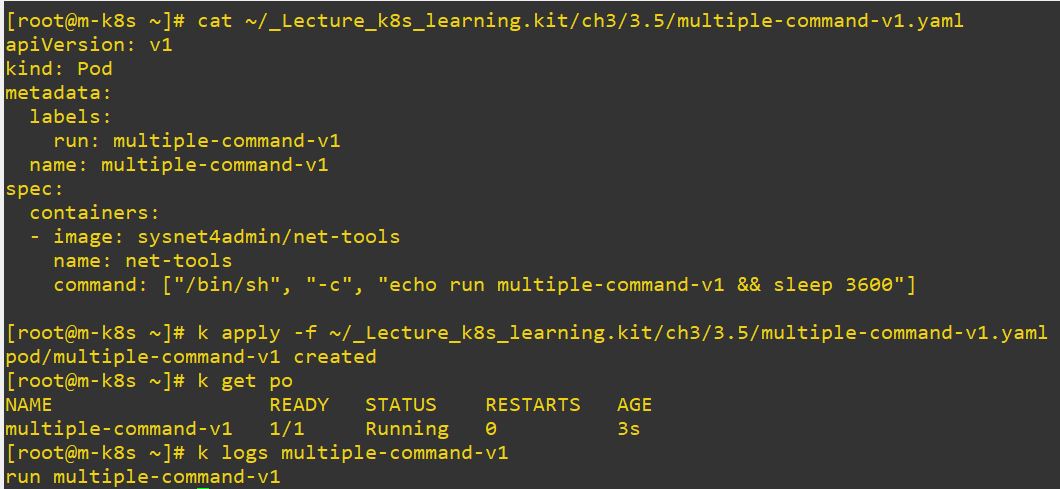 [root@m-k8s ~]# cat ~/_Lecture_k8s_learning.kit/ch3/3.5/multiple-command-v1.yaml
apiVersion: v1
kind: Pod
metadata:
  labels:
    run: multiple-command-v1
  name: multiple-command-v1
spec:
  containers:
  - image: sysnet4admin/net-tools
    name: net-tools
    command: ["/bin/sh", "-c", "echo run multiple-command-v1 && sleep 3600"]

[root@m-k8s ~]# k apply -f ~/_Lecture_k8s_learning.kit/ch3/3.5/multiple-command-v1.yaml
pod/multiple-command-v1 created
[root@m-k8s ~]# k get po
NAME                  READY   STATUS    RESTARTS   AGE
multiple-command-v1   1/1     Running   0          3s
[root@m-k8s ~]# k logs multiple-command-v1
run multiple-command-v1